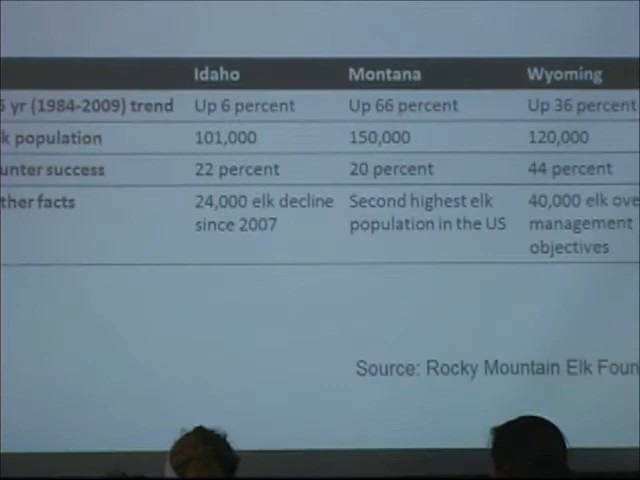 Idaho Montana Wyoming
yr (1984-2009) trend Up 6 percent Up 66 percent Up 36 percent
k population 101,000 150,000 120,000
unter success 22 percent 20 percent 44 percent
ther facts 24,000 elk decline Second highest elk 40,000 elk ove
since 2007 population in the US management
objectives
Source: Rocky Mountain Elk Foun